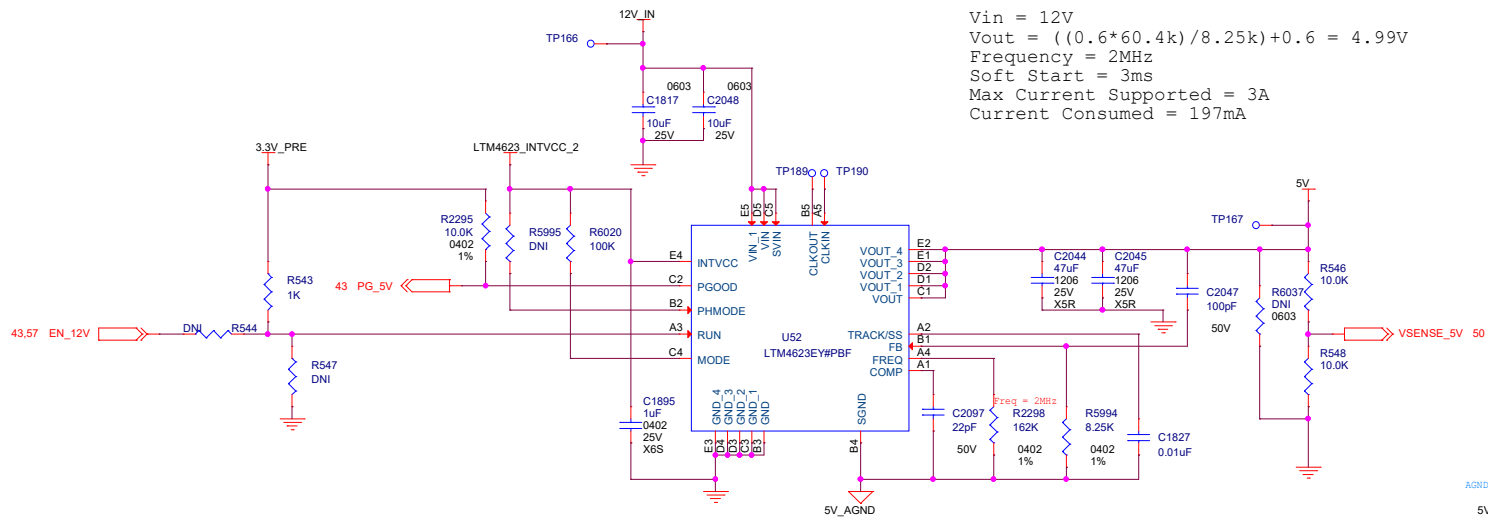 Vin = 12V
Vout = ((0.6*60.4k)/8.25k)+0.6 = 4.99V
Frequency = 2MHz
Soft Start = 3ms
Max Current Supported = 3A
Current Consumed = 197mA
12V_IN
TP166
0603
0603
C1817
10uF
25V
C2048
10uF
25V
3.3V_PRE
LTM4623_INTVCC_2
TP189
TP190
5V
TP167
R2295
10.0K
0402
1%
R5995
DNI
R6020
100K
R543
1K
43 PG_5V
43,57 EN_12V
DNI
R544
R547
DNI
C1895
1uF
0402
25V
X6S
E5
D5
C5
B5
A5
VIN_1
VIN
SVIN
CLKOUT
CLKIN
E4
INTVCC
C2
PGOOD
B2
PHMODE
A3
RUN
C4
MODE
U52
LTM4623EY#PBF
VOUT_4
E2
VOUT_3
E1
VOUT_2
D2
VOUT_1
D1
VOUT
C1
TRACK/SS
A2
FB
B1
FREQ
A4
COMP
A1
GND_4
GND_3
GND_2
GND_1
GND
SGND
E3
D4
D3
C3
B3
B4
C2044
47uF
1206
25V
X5R
C2045
47uF
1206
25V
X5R
C2047
100pF
50V
R6037
DNI
0603
R546
10.0K
VSENSE_5V 50
R548
10.0K
C2097
22pF
50V
Freq = 2MHz
R2298
162K
0402
1%
R5994
8.25K
0402
1%
C1827
0.01uF
5V_AGND
AGND
5V